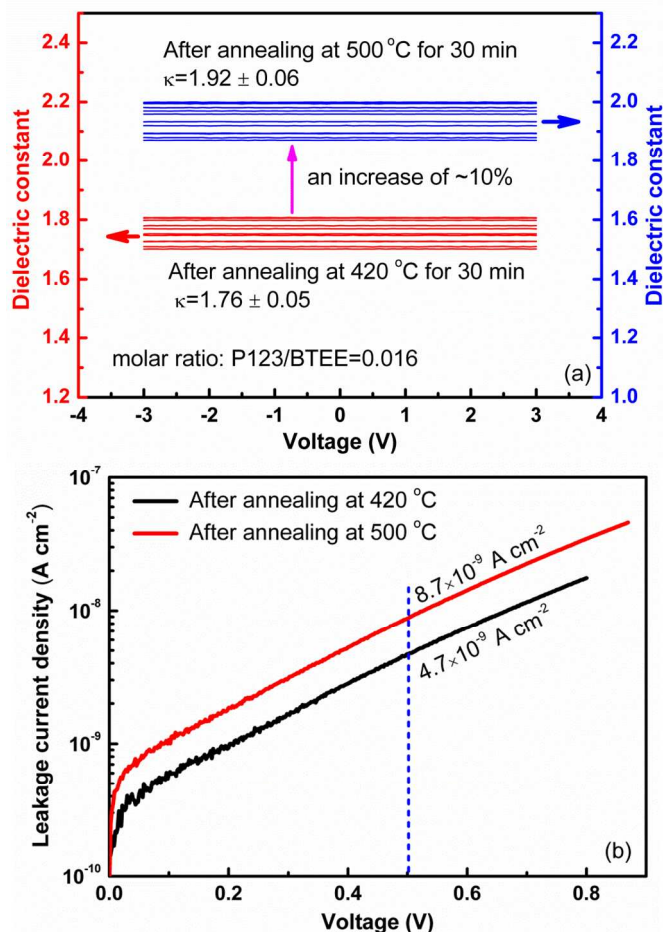 After annealing at 500 °C for 30 min
κ=1.92 ± 0.06
an increase of ~10%
After annealing at 420 °C for 30 min
κ=1.76 ± 0.05
molar ratio: P123/BTEE=0.016
(a)
Dielectric constant
2.4
2.2
2.0
1.8
1.6
1.4
1.2
Dielectric constant
2.2
2.0
1.8
1.6
1.4
1.2
1.0
-4 -3 -2 -1 0 1 2 3 4
Voltage (V)
After annealing at 420 °C
After annealing at 500 °C
8.7×10⁻⁹ A cm⁻²
4.7×10⁻⁹ A cm⁻²
(b)
Leakage current density (A cm⁻²)
10⁻⁷
10⁻⁸
10⁻⁹
10⁻¹⁰
0.0 0.2 0.4 0.6 0.8
Voltage (V)